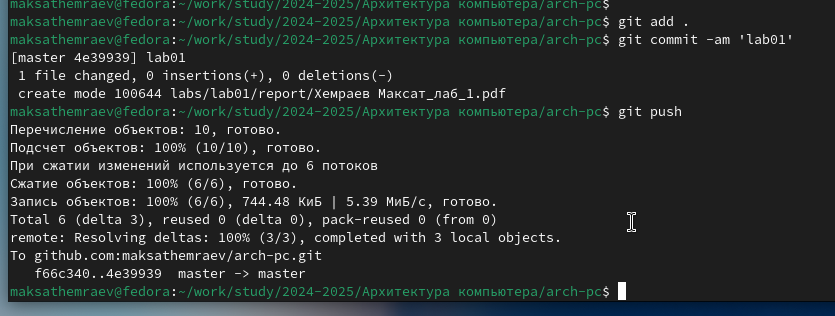 maksathemraev@fedora:~/work/study/2024-2025/Архитектура компьютера/arch-pc$
maksathemraev@fedora:~/work/study/2024-2025/Архитектура компьютера/arch-pc$ git add .
maksathemraev@fedora:~/work/study/2024-2025/Архитектура компьютера/arch-pc$ git commit -am 'lab01'
[master 4e39939] lab01
 1 file changed, 0 insertions(+), 0 deletions(-)
 create mode 100644 labs/lab01/report/Хемраев Максат_лаб_1.pdf
maksathemraev@fedora:~/work/study/2024-2025/Архитектура компьютера/arch-pc$ git push
Перечисление объектов: 10, готово.
Подсчет объектов: 100% (10/10), готово.
При сжатии изменений используется до 6 потоков
Сжатие объектов: 100% (6/6), готово.
Запись объектов: 100% (6/6), 744.48 КиБ | 5.39 МиБ/с, готово.
Total 6 (delta 3), reused 0 (delta 0), pack-reused 0 (from 0)
remote: Resolving deltas: 100% (3/3), completed with 3 local objects.
To github.com:maksathemraev/arch-pc.git
   f66c340..4e39939  master -> master
maksathemraev@fedora:~/work/study/2024-2025/Архитектура компьютера/arch-pc$